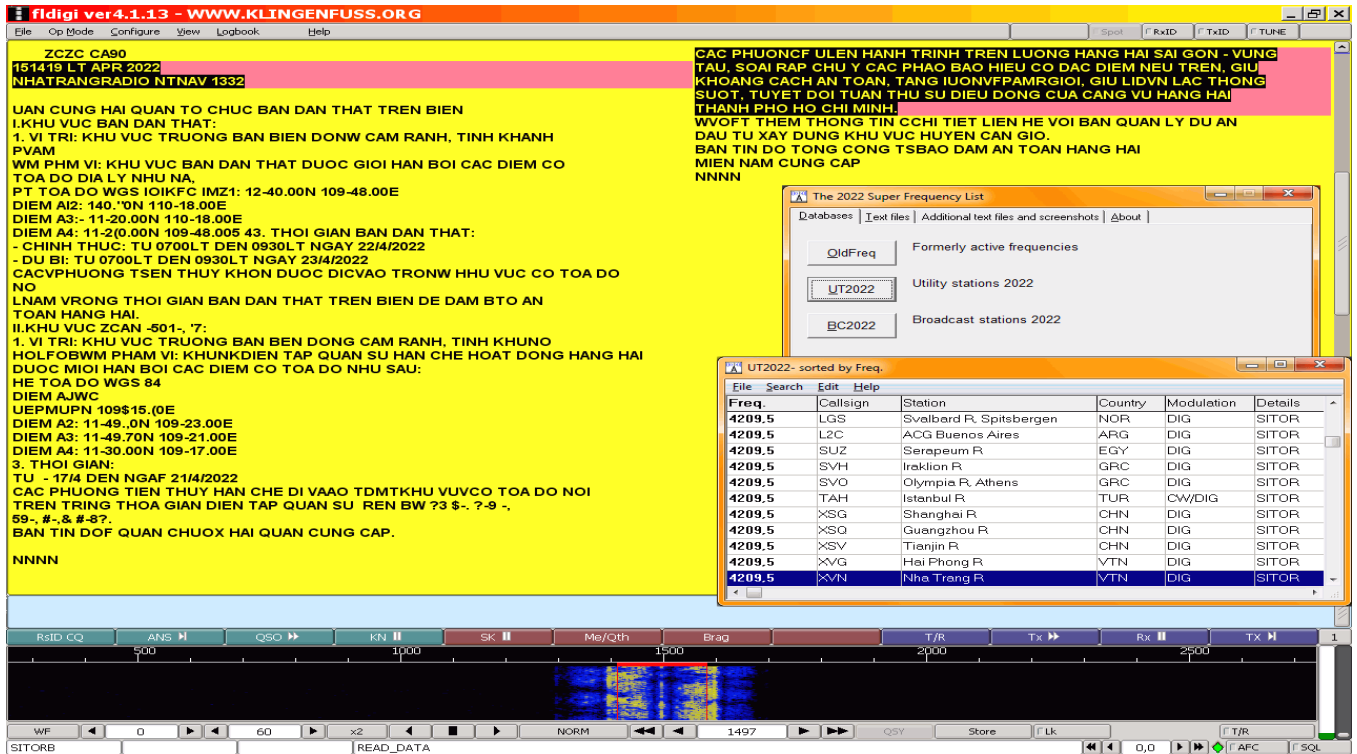 fldigi ver4.1.13 - WWW.KLINGENFUSS.ORG
File Op Mode Configure View Logbook Help
Spot RxID TxID TUNE
ZCZC CA90
151419 LT APR 2022
NHATRANGRADIO NTNAV 1332
UAN CUNG HAI QUAN TO CHUC BAN DAN THAT TREN BIEN
I.KHU VUC BAN DAN THAT:
1. VI TRI: KHU VUC TRUONG BAN BIEN DONW CAM RANH, TINH KHANH
PVAM
WM PHM VI: KHU VUC BAN DAN THAT DUOC GIOI HAN BOI CAC DIEM CO
TOA DO DIA LY NHU NA,
PT TOA DO WGS IOIKFC IMZ1: 12-40.00N 109-48.00E
DIEM AI2: 140.''0N 110-18.00E
DIEM A3:- 11-20.00N 110-18.00E
DIEM A4: 11-2(0.00N 109-48.005 43. THOI GIAN BAN DAN THAT:
- CHINH THUC: TU 0700LT DEN 0930LT NGAY 22/4/2022
- DU BI: TU 0700LT DEN 0930LT NGAY 23/4/2022
CACVPHUONG TSEN THUY KHON DUOC DICVAO TRONW HHU VUC CO TOA DO
NO
LNAM VRONG THOI GIAN BAN DAN THAT TREN BIEN DE DAM BTO AN
TOAN HANG HAI.
II.KHU VUC ZCAN -501-, '7:
1. VI TRI: KHU VUC TRUONG BAN BEN DONG CAM RANH, TINH KHUNO
HOLFOBWM PHAM VI: KHUNKDIEN TAP QUAN SU HAN CHE HOAT DONG HANG HAI
DUOC MIOI HAN BOI CAC DIEM CO TOA DO NHU SAU:
HE TOA DO WGS 84
DIEM AJWC
UEPMUPN 109$15.(0E
DIEM A2: 11-49.,0N 109-23.00E
DIEM A3: 11-49.70N 109-21.00E
DIEM A4: 11-30.00N 109-17.00E
3. THOI GIAN:
TU - 17/4 DEN NGAF 21/4/2022
CAC PHUONG TIEN THUY HAN CHE DI VAAO TDMTKHU VUVCO TOA DO NOI
TREN TRING THOA GIAN DIEN TAP QUAN SU REN BW ?3 $-. ?-9 -,
59-, #-,& #-8?.
BAN TIN DOF QUAN CHUOX HAI QUAN CUNG CAP.
NNNN
CAC PHUONCF ULEN HANH TRINH TREN LUONG HANG HAI SAI GON - VUNG
TAU, SOAI RAP CHU Y CAC PHAO BAO HIEU CO DAC DIEM NEU TREN, GIU
KHOANG CACH AN TOAN, TANG IUONVFPAMRGIOI, GIU LIDVN LAC THONG
SUOT, TUYET DOI TUAN THU SU DIEU DONG CUA CANG VU HANG HAI
THANH PHO HO CHI MINH.
WVOFT THEM THONG TIN CCHI TIET LIEN HE VOI BAN QUAN LY DU AN
DAU TU XAY DUNG KHU VUC HUYEN CAN GIO.
BAN TIN DO TONG CONG TSBAO DAM AN TOAN HANG HAI
MIEN NAM CUNG CAP
NNNN
The 2022 Super Frequency List
Databases Text files Additional text files and screenshots About
OldFreq Formerly active frequencies
UT2022 Utility stations 2022
BC2022 Broadcast stations 2022
UT2022- sorted by Freq.
File Search Edit Help
Freq. Callsign Station Country Modulation Details
4209,5 LGS Svalbard R, Spitsbergen NOR DIG SITOR
4209,5 L2C ACG Buenos Aires ARG DIG SITOR
4209,5 SUZ Serapeum R EGY DIG SITOR
4209,5 SVH Iraklion R GRC DIG SITOR
4209,5 SVO Olympia R, Athens GRC DIG SITOR
4209,5 TAH Istanbul R TUR CW/DIG SITOR
4209,5 XSG Shanghai R CHN DIG SITOR
4209,5 XSQ Guangzhou R CHN DIG SITOR
4209,5 XSV Tianjin R CHN DIG SITOR
4209,5 XVG Hai Phong R VTN DIG SITOR
4209,5 XVN Nha Trang R VTN DIG SITOR
RsID CQ ANS QSO KN SK Me/Qth Brag T/R Tx Rx TX 1
500 1000 1500 2000 2500
WF 0 60 x2 NORM 1497 QSY Store Lk T/R
SITORB READ_DATA 0,0 AFC SQL